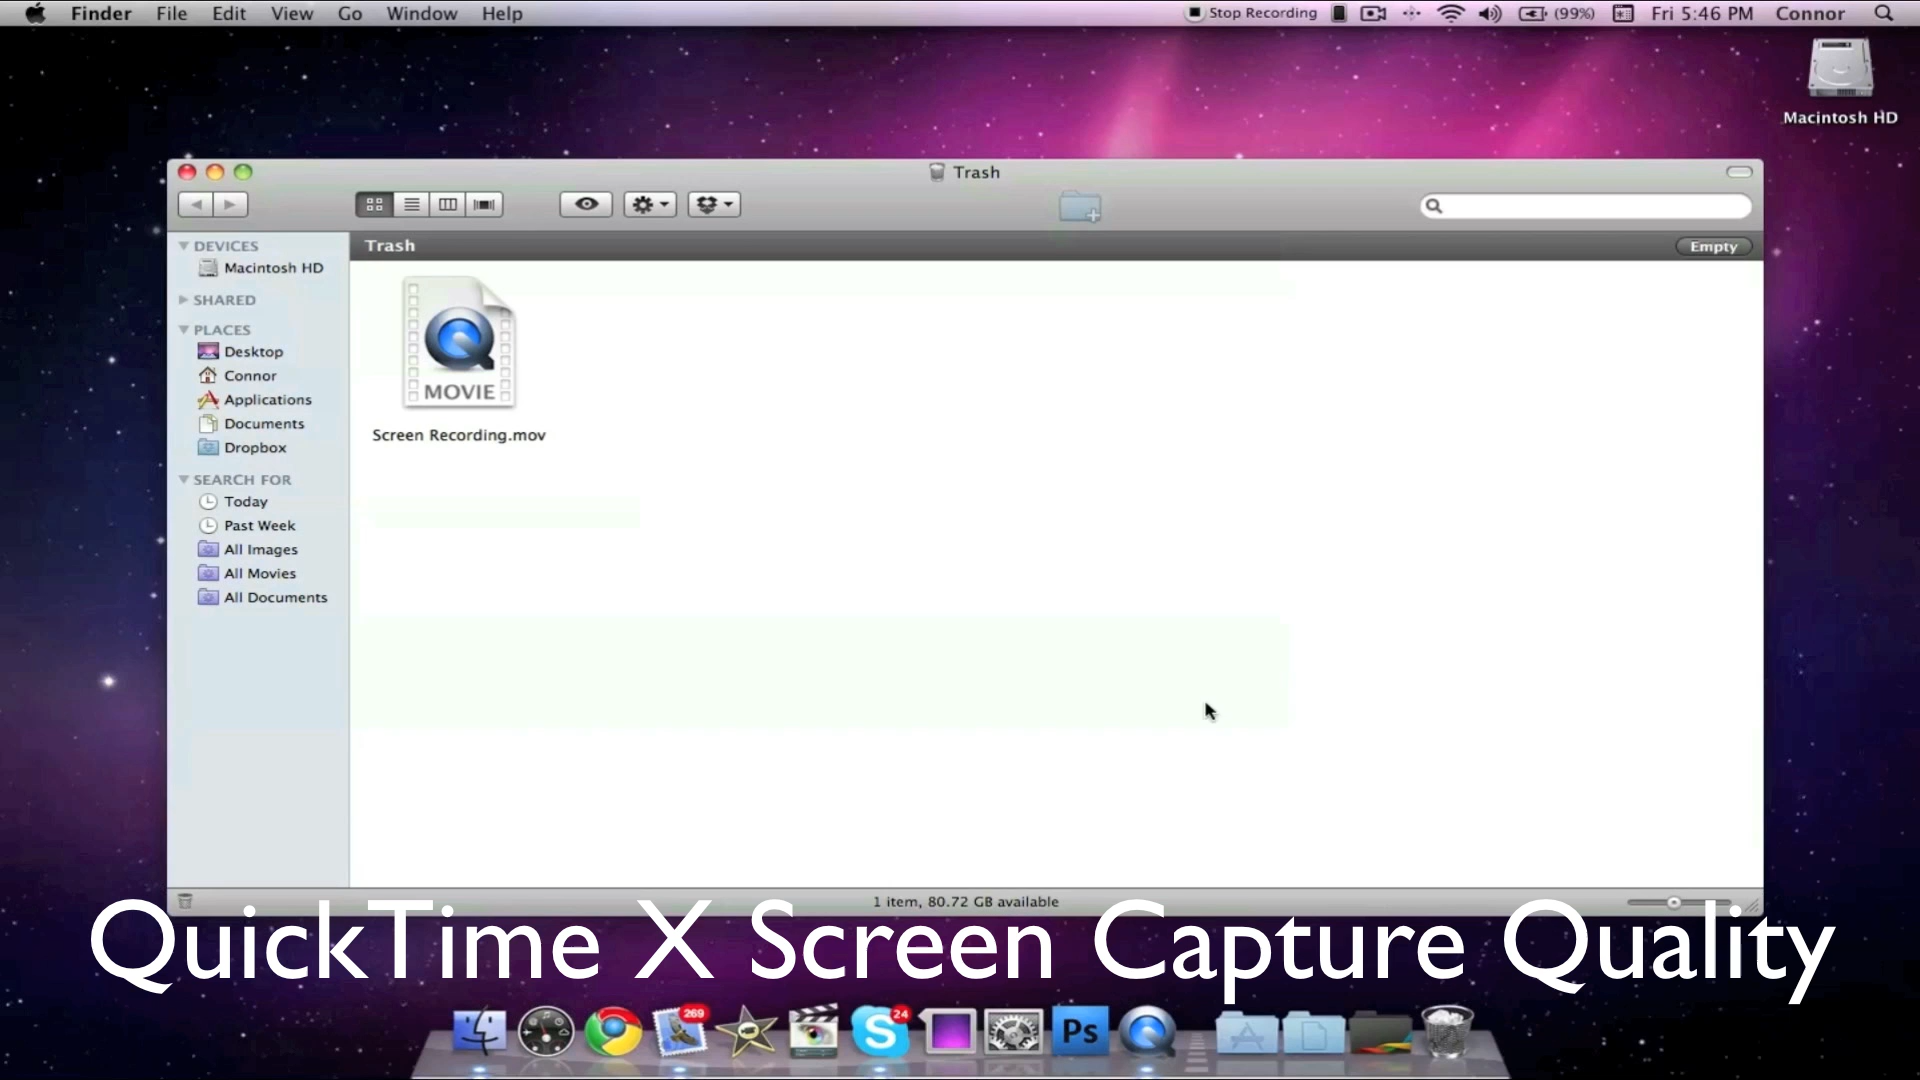 Finder File Edit View Go Window Help Stop Recording (99%) Fri 5:46 PM Connor
Macintosh HD
Trash
DEVICES
Macintosh HD
SHARED
PLACES
Desktop
Connor
Applications
Documents
Dropbox
SEARCH FOR
Today
Past Week
All Images
All Movies
All Documents
Trash Empty
MOVIE
Screen Recording.mov
1 item, 80.72 GB available
QuickTime X Screen Capture Quality
269
24
S
Ps